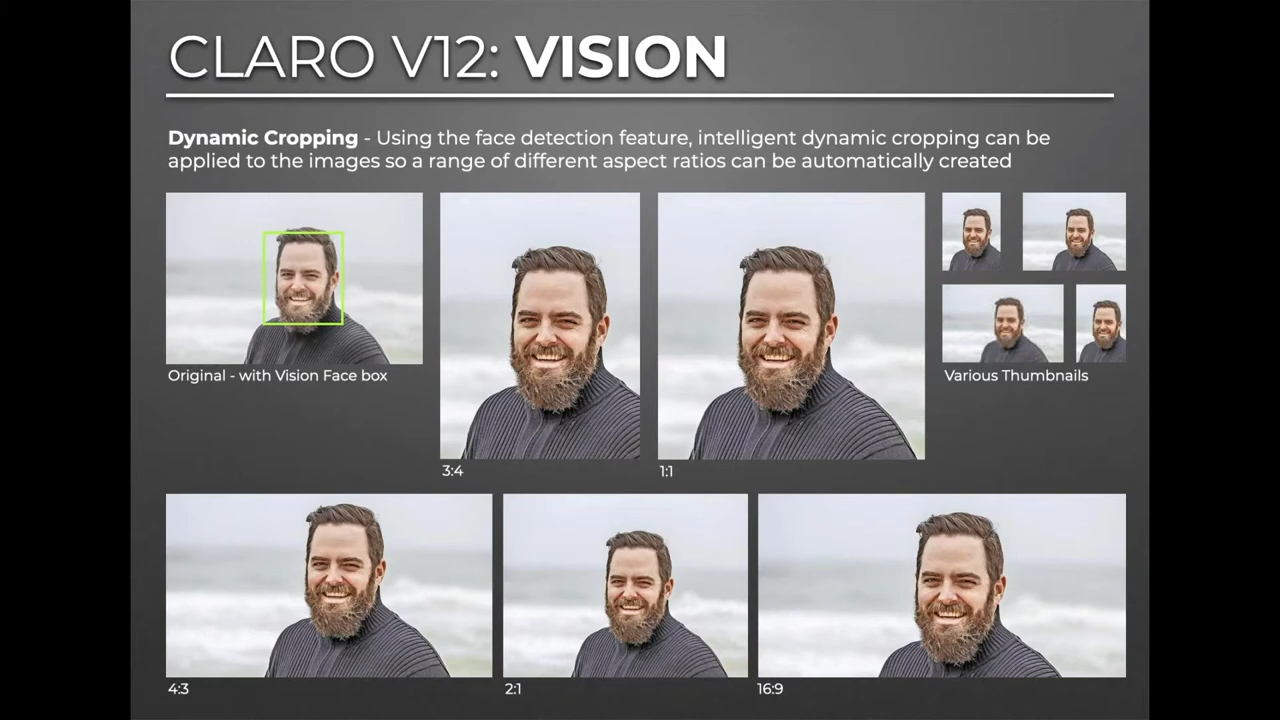 CLARO V12: VISION
Dynamic Cropping - Using the face detection feature, intelligent dynamic cropping can be
applied to the images so a range of different aspect ratios can be automatically created
Original - with Vision Face box
Various Thumbnails
3:4
1:1
4:3
2:1
16:9